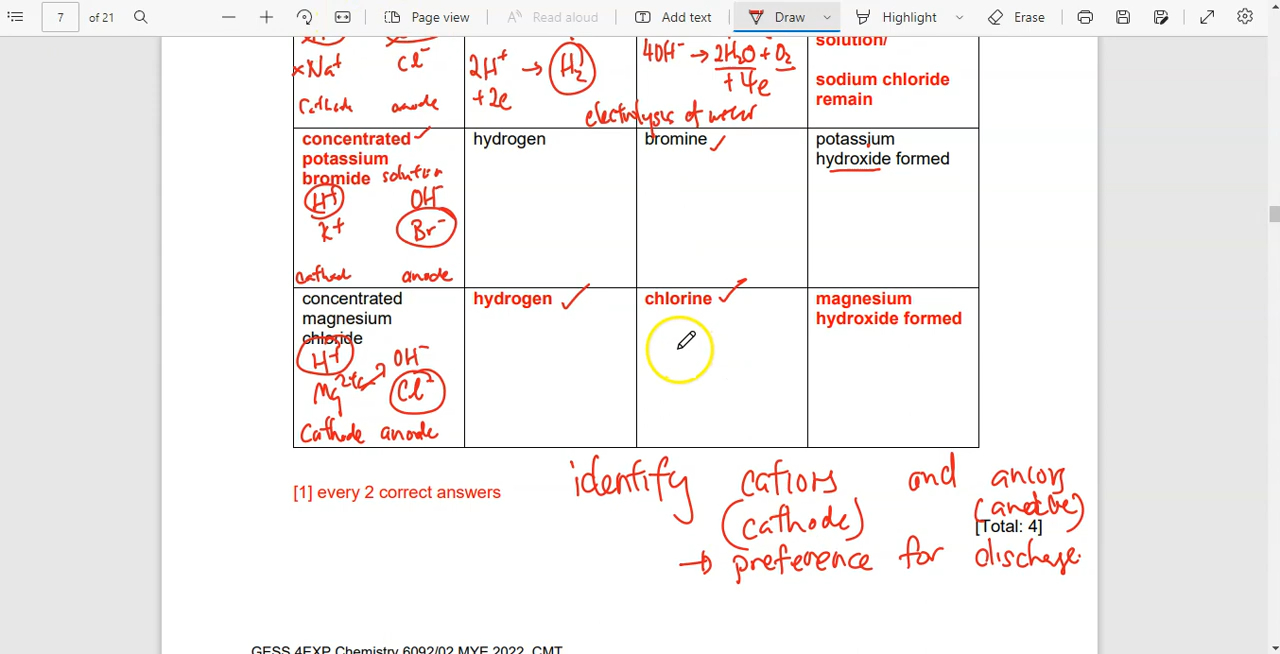 7 of 21 Page view Read aloud Add text Draw Highlight Erase
2H⁺ → H₂
+ 2e
4OH⁻ → 2H₂O + O₂
+ 4e
solution/
sodium chloride
remain
Na⁺ Cl⁻
cathode anode
electrolysis of water
concentrated
potassium
bromide solution
H⁺ OH⁻
K⁺ Br⁻
cathod anode
hydrogen
bromine
potassium
hydroxide formed
concentrated
magnesium
chloride
H⁺ OH⁻
Mg²⁺
Cathode anode
hydrogen
chlorine
magnesium
hydroxide formed
[1] every 2 correct answers
identify cations and anions
(cathode) (anode)
[Total: 4]
→ preference for discharge.
GESS 4EXP Chemistry 6092/02 MYE 2022, CMT